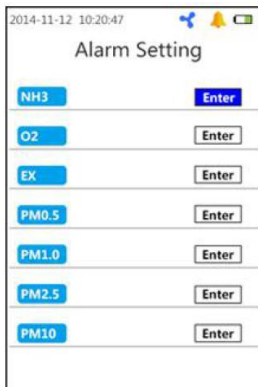 2014-11-12 10:20:47
Alarm Setting
NH3 Enter
O2 Enter
EX Enter
PM0.5 Enter
PM1.0 Enter
PM2.5 Enter
PM10 Enter